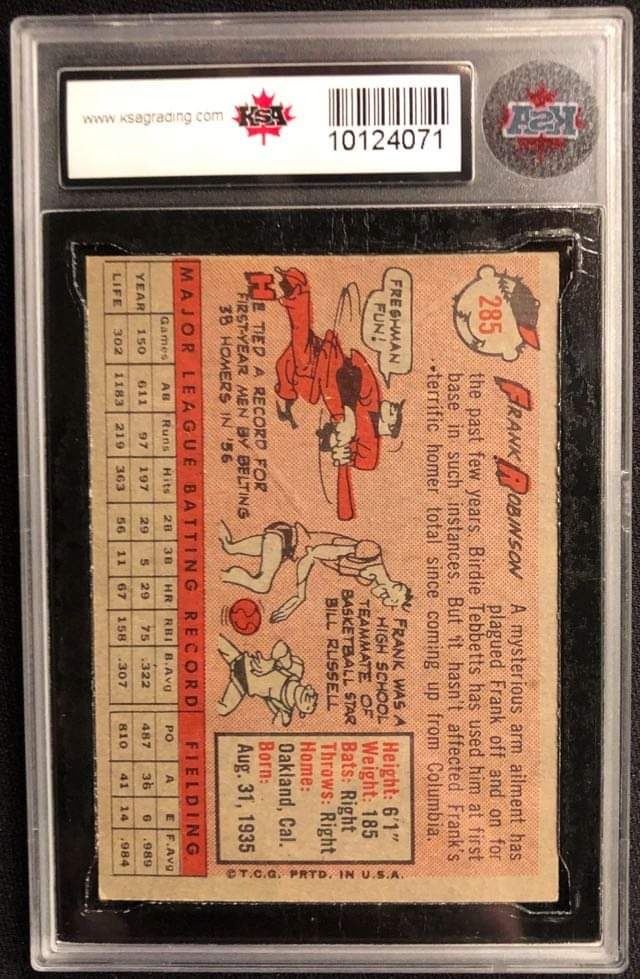 www ksagrading com
KSA
10124071
KSA
285
FRANK ROBINSON
A mysterious arm ailment has
plagued Frank off and on for
the past few years. Birdie Tebbetts has used him at first
base in such instances. But it hasn't affected Frank's
terrific homer total since coming up from Columbia.
FRESHMAN
FUN!
HE TIED A RECORD FOR
FIRST-YEAR MEN BY BELTING
38 HOMERS IN '56
FRANK WAS A
HIGH SCHOOL
TEAMMATE OF
BASKETBALL STAR
BILL RUSSELL
Height: 6'1"
Weight: 185
Bats: Right
Throws: Right
Home:
Oakland, Cal.
Born:
Aug. 31, 1935
MAJOR LEAGUE BATTING RECORD FIELDING
Games AB Runs Hits 2B 3B HR RBI B.Avg PO A E F.Avg
YEAR 150 611 97 197 29 5 29 75 .322 487 36 6 .989
LIFE 302 1183 219 363 56 11 67 158 .307 810 41 14 .984
©T.C.G. PRTD. IN U.S.A.